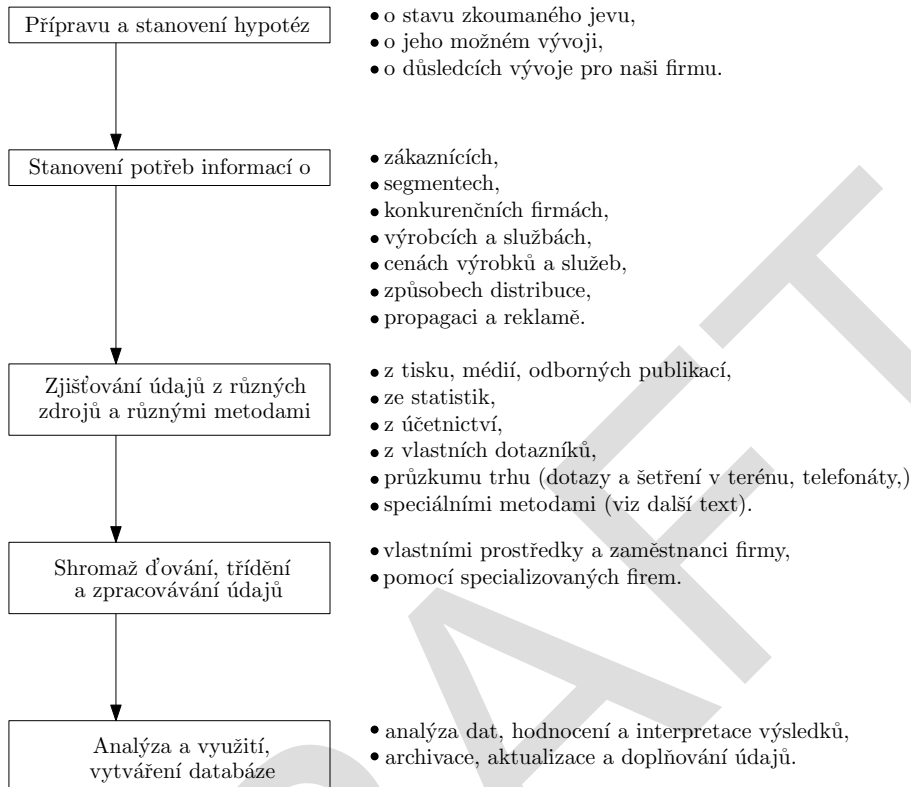 Přípravu a stanovení hypotéz
• o stavu zkoumaného jevu,
• o jeho možném vývoji,
• o důsledcích vývoje pro naši firmu.
Stanovení potřeb informací o
• zákaznících,
• segmentech,
• konkurenčních firmách,
• výrobcích a službách,
• cenách výrobků a služeb,
• způsobech distribuce,
• propagaci a reklamě.
Zjišťování údajů z různých
zdrojů a různými metodami
• z tisku, médií, odborných publikací,
• ze statistik,
• z účetnictví,
• z vlastních dotazníků,
• průzkumu trhu (dotazy a šetření v terénu, telefonáty,)
• speciálními metodami (viz další text).
Shromaž ďování, třídění
a zpracovávání údajů
• vlastními prostředky a zaměstnanci firmy,
• pomocí specializovaných firem.
Analýza a využití,
vytváření databáze
• analýza dat, hodnocení a interpretace výsledků,
• archivace, aktualizace a doplňování údajů.
RAFT